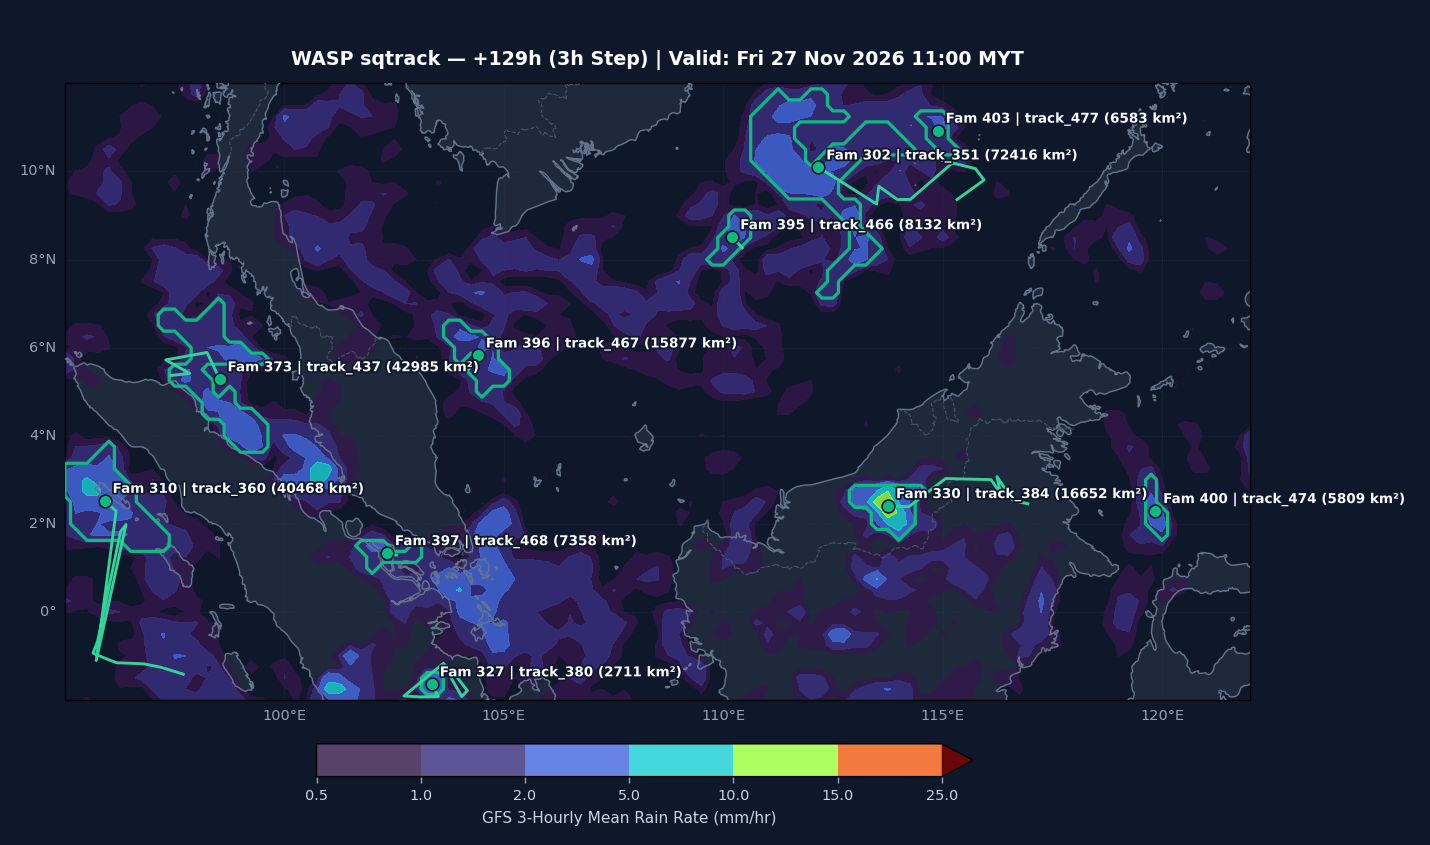 WASP sqtrack — +129h (3h Step) | Valid: Fri 27 Nov 2026 11:00 MYT
Fam 403 | track_477 (6583 km²)
Fam 302 | track_351 (72416 km²)
10°N
Fam 395 | track_466 (8132 km²)
8°N
6°N
Fam 396 | track_467 (15877 km²)
Fam 373 | track_437 (42985 km²)
4°N
Fam 310 | track_360 (40468 km²)
Fam 330 | track_384 (16652 km²)
Fam 400 | track_474 (5809 km²)
2°N
Fam 397 | track_468 (7358 km²)
0°
Fam 327 | track_380 (2711 km²)
100°E 105°E 110°E 115°E 120°E
0.5 1.0 2.0 5.0 10.0 15.0 25.0
GFS 3-Hourly Mean Rain Rate (mm/hr)